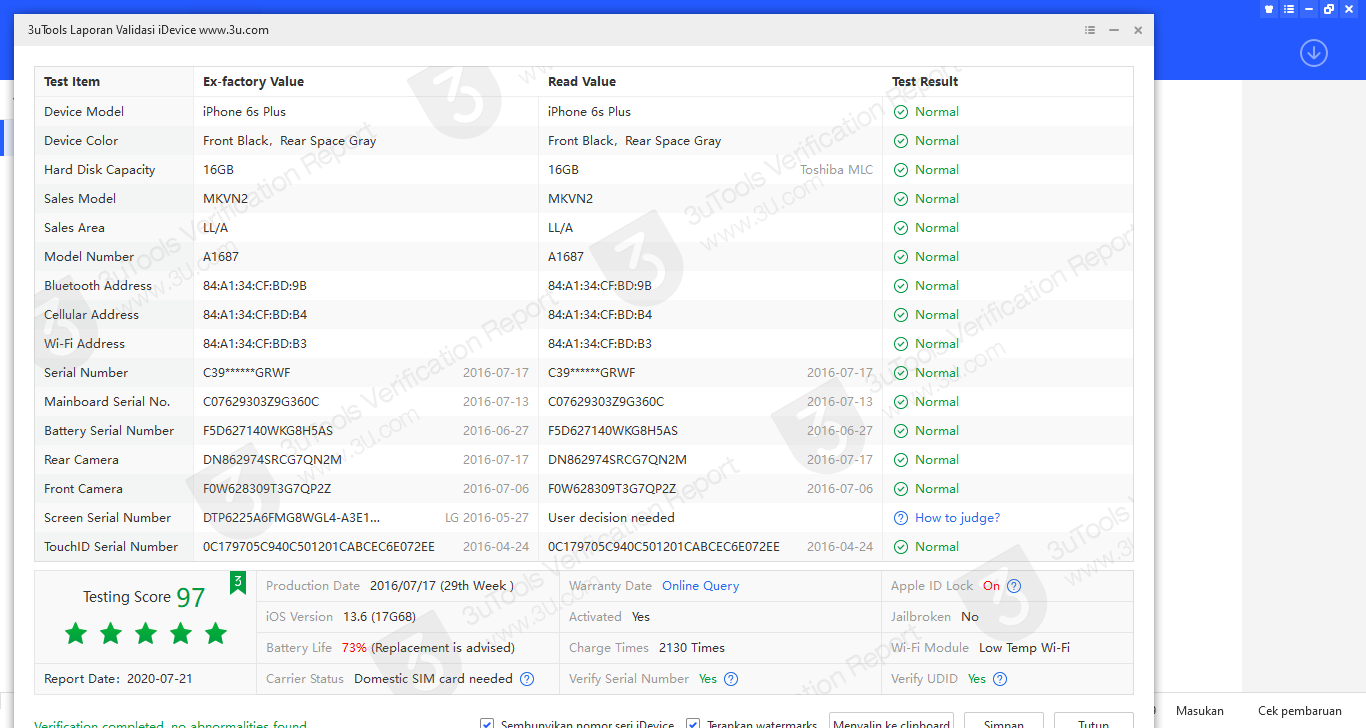 3uTools Laporan Validasi iDevice www.3u.com
Test Item Ex-factory Value Read Value Test Result
Device Model iPhone 6s Plus iPhone 6s Plus Normal
Device Color Front Black, Rear Space Gray Front Black, Rear Space Gray Normal
Hard Disk Capacity 16GB 16GB Toshiba MLC Normal
Sales Model MKVN2 MKVN2 Normal
Sales Area LL/A LL/A Normal
Model Number A1687 A1687 Normal
Bluetooth Address 84:A1:34:CF:BD:9B 84:A1:34:CF:BD:9B Normal
Cellular Address 84:A1:34:CF:BD:B4 84:A1:34:CF:BD:B4 Normal
Wi-Fi Address 84:A1:34:CF:BD:B3 84:A1:34:CF:BD:B3 Normal
Serial Number C39******GRWF 2016-07-17 C39******GRWF 2016-07-17 Normal
Mainboard Serial No. C07629303Z9G360C 2016-07-13 C07629303Z9G360C 2016-07-13 Normal
Battery Serial Number F5D627140WKG8H5AS 2016-06-27 F5D627140WKG8H5AS 2016-06-27 Normal
Rear Camera DN862974SRCG7QN2M 2016-07-17 DN862974SRCG7QN2M 2016-07-17 Normal
Front Camera F0W628309T3G7QP2Z 2016-07-06 F0W628309T3G7QP2Z 2016-07-06 Normal
Screen Serial Number DTP6225A6FMG8WGL4-A3E1... LG 2016-05-27 User decision needed How to judge?
TouchID Serial Number 0C179705C940C501201CABCEC6E072EE 2016-04-24 0C179705C940C501201CABCEC6E072EE 2016-04-24 Normal
Testing Score 97 3
Production Date 2016/07/17 (29th Week ) Warranty Date Online Query Apple ID Lock On
iOS Version 13.6 (17G68) Activated Yes Jailbroken No
Battery Life 73% (Replacement is advised) Charge Times 2130 Times Wi-Fi Module Low Temp Wi-Fi
Report Date: 2020-07-21 Carrier Status Domestic SIM card needed Verify Serial Number Yes Verify UDID Yes
Verification completed, no abnormalities found. Sembunyikan nomor seri iDevice Terapkan watermarks Menyalin ke clipboard Simpan Tutup
Masukan Cek pembaruan
3uTools Verification Report
www.3u.com